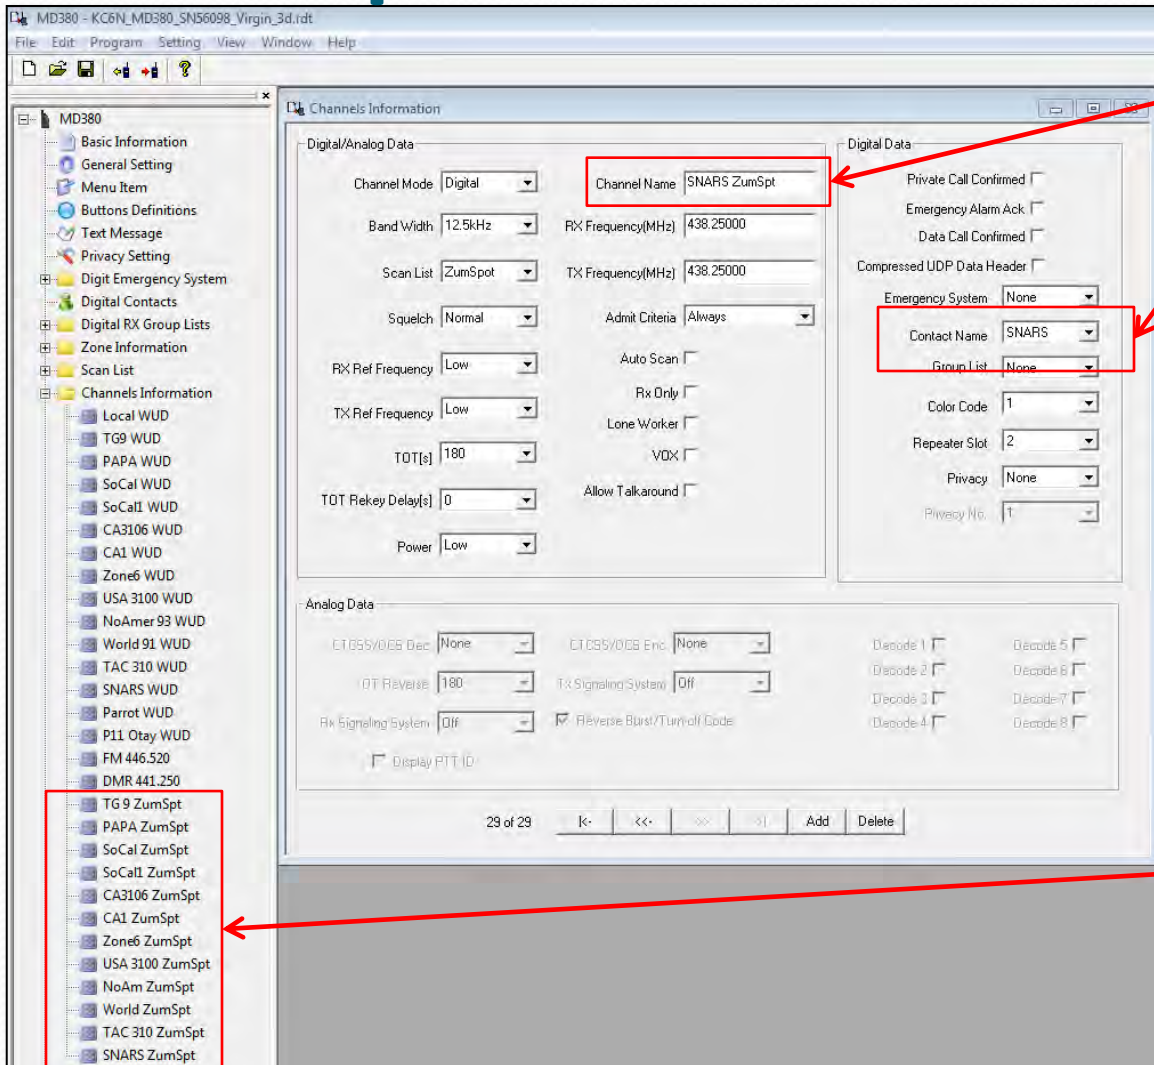 MD380 - KC6N_MD380_SN56098_Virgin_3d.rdt
File Edit Program Setting View Window Help
MD380
Basic Information
General Setting
Menu Item
Buttons Definitions
Text Message
Privacy Setting
Digit Emergency System
Digital Contacts
Digital RX Group Lists
Zone Information
Scan List
Channels Information
Local WUD
TG9 WUD
PAPA WUD
SoCal WUD
SoCal1 WUD
CA3106 WUD
CA1 WUD
Zone6 WUD
USA 3100 WUD
NoAmer 93 WUD
World 91 WUD
TAC 310 WUD
SNARS WUD
Parrot WUD
P11 Otay WUD
FM 446.520
DMR 441.250
TG 9 ZumSpt
PAPA ZumSpt
SoCal ZumSpt
SoCal1 ZumSpt
CA3106 ZumSpt
CA1 ZumSpt
Zone6 ZumSpt
USA 3100 ZumSpt
NoAm ZumSpt
World ZumSpt
TAC 310 ZumSpt
SNARS ZumSpt
Channels Information
Digital/Analog Data
Channel Mode Digital
Band Width 12.5kHz
Scan List ZumSpot
Squelch Normal
RX Ref Frequency Low
TX Ref Frequency Low
TOT[s] 180
TOT Rekey Delay[s] 0
Power Low
Channel Name SNARS ZumSpt
RX Frequency(MHz) 438.25000
TX Frequency(MHz) 438.25000
Admit Criteria Always
Auto Scan
Rx Only
Lone Worker
VOX
Allow Talkaround
Digital Data
Private Call Confirmed
Emergency Alarm Ack
Data Call Confirmed
Compressed UDP Data Header
Emergency System None
Contact Name SNARS
Group List None
Color Code 1
Repeater Slot 2
Privacy None
Privacy No. 1
Analog Data
CTCSS/DCS Dec None
CTCSS/DCS Enc None
Decode 1
Decode 5
QT Reverse 180
Tx Signaling System Off
Decode 2
Decode 6
Rx Signaling System Off
Reverse Burst/Turn-off Code
Decode 3
Decode 7
Decode 4
Decode 8
Display PTT ID
29 of 29 |<- <<- ->> ->| Add Delete